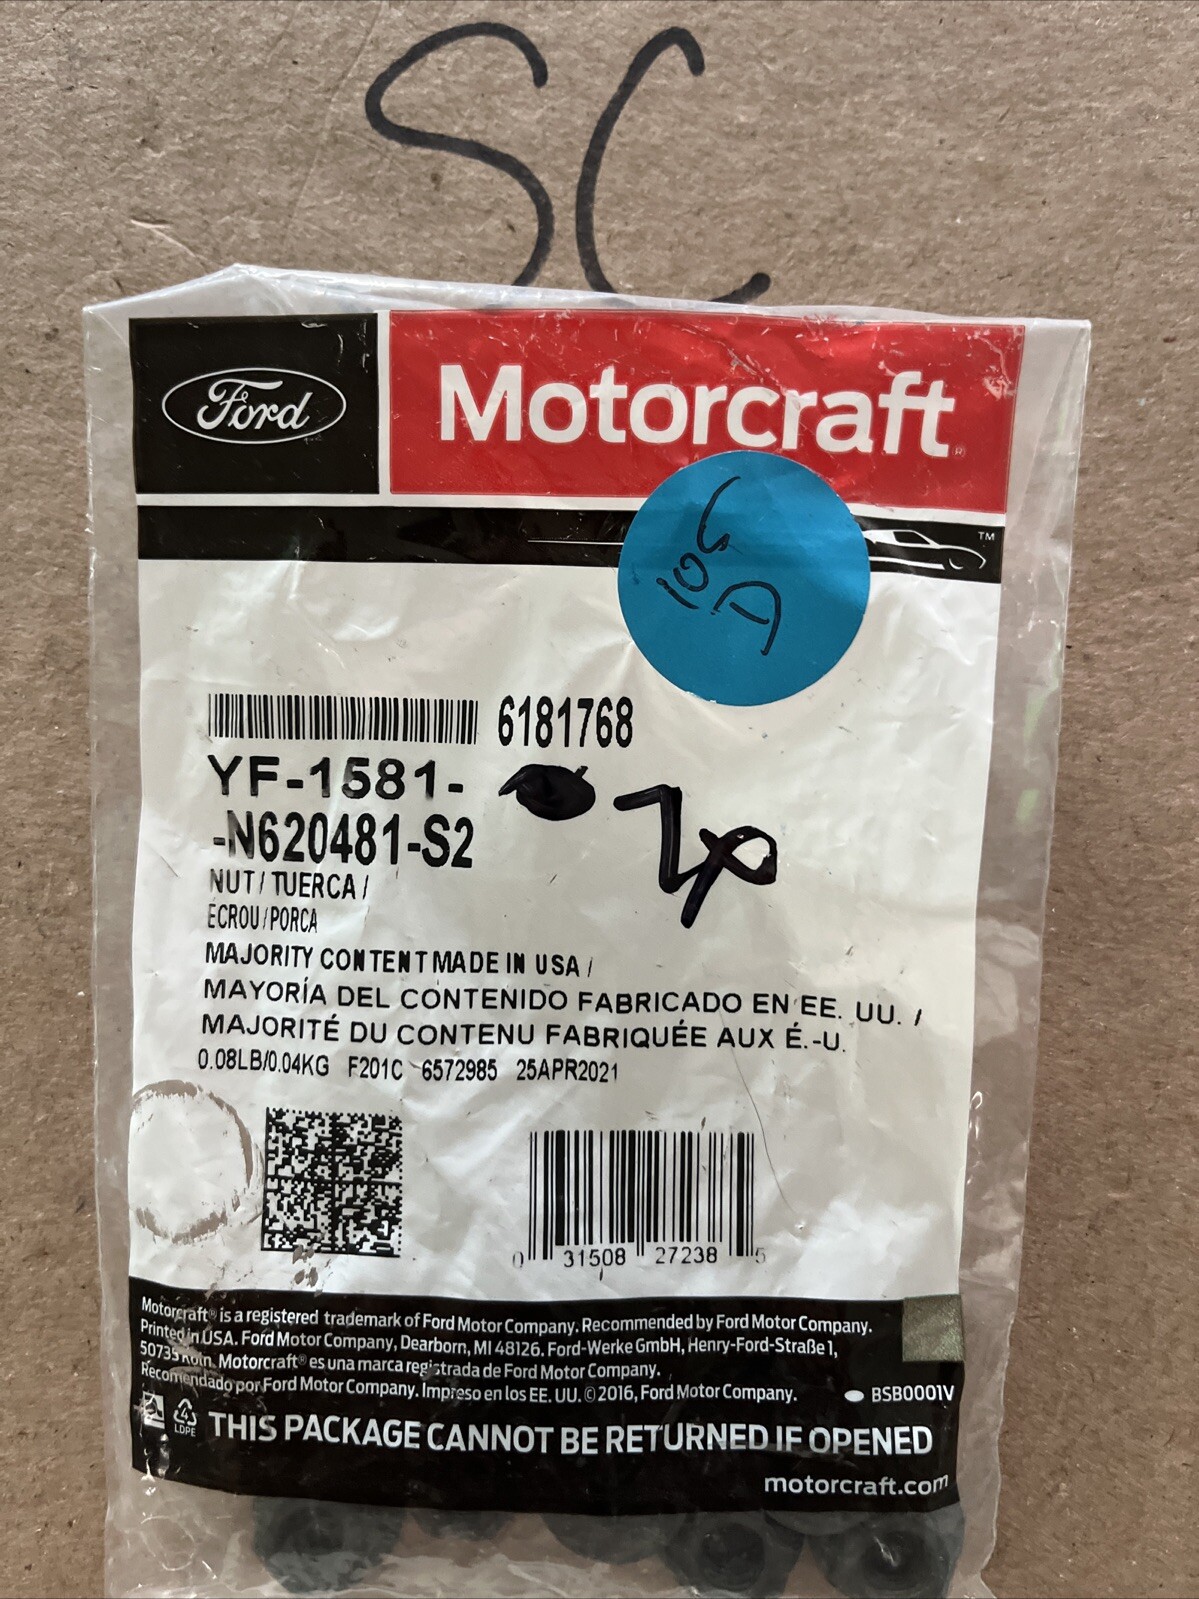 SC
Ford
Motorcraft®
TM
6181768
YF-1581-
-N620481-S2
NUT / TUERCA /
ECROU/PORCA
MAJORITY CONTENT MADE IN USA /
MAYORÍA DEL CONTENIDO FABRICADO EN EE. UU. /
MAJORITÉ DU CONTENU FABRIQUÉE AUX É.-U.
0.08LB/0.04KG F201C 6572985 25APR2021
0 31508 27238 5
Motorcraft® is a registered trademark of Ford Motor Company. Recommended by Ford Motor Company.
Printed in USA. Ford Motor Company, Dearborn, MI 48126. Ford-Werke GmbH, Henry-Ford-Straße 1,
50735 Köln. Motorcraft® es una marca registrada de Ford Motor Company.
Recomendado por Ford Motor Company. Impreso en los EE. UU. © 2016, Ford Motor Company.
BSB0001V
4
LDPE
THIS PACKAGE CANNOT BE RETURNED IF OPENED
motorcraft.com